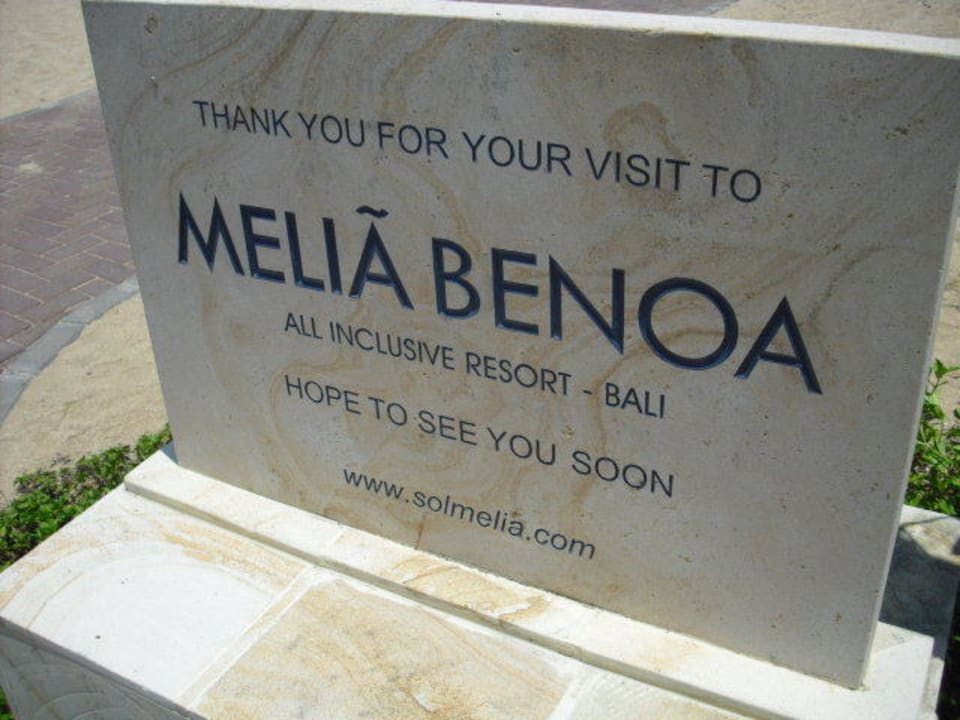 THANK YOU FOR YOUR VISIT TO
MELIÃ BENOA
ALL INCLUSIVE RESORT - BALI
HOPE TO SEE YOU SOON
www.solmelia.com